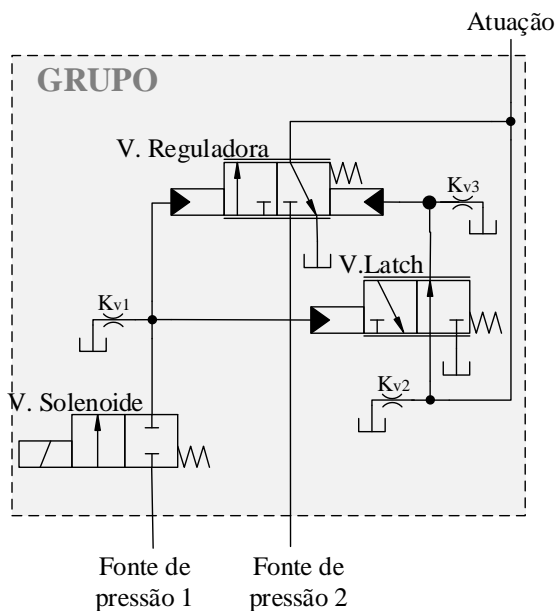 Atuação
GRUPO
V. Reguladora
Kv3
V.Latch
Kv1
Kv2
V. Solenoide
Fonte de
pressão 1
Fonte de
pressão 2